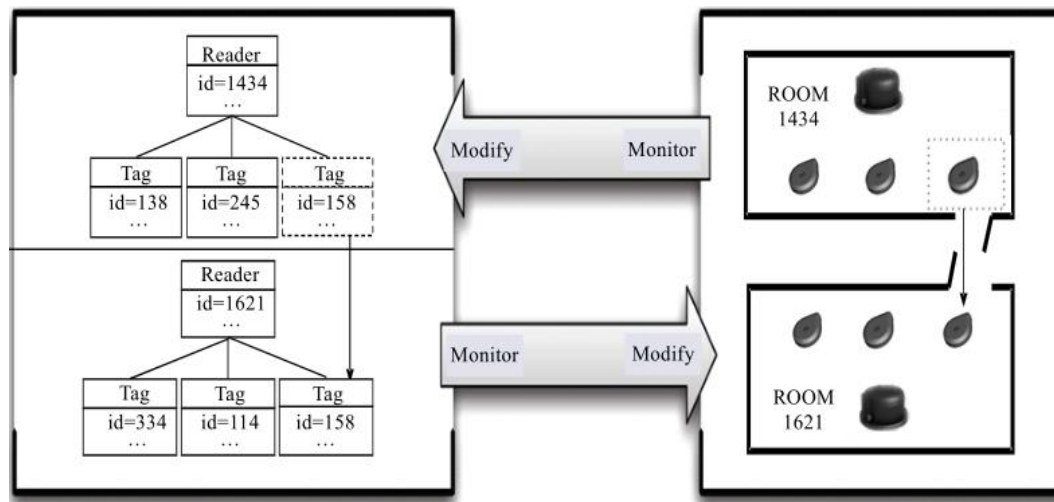 Reader
id=1434
…
Tag
id=138
…
Tag
id=245
…
Tag
id=158
…
Reader
id=1621
…
Tag
id=334
…
Tag
id=114
…
Tag
id=158
…
Modify
Monitor
Monitor
Modify
ROOM
1434
ROOM
1621